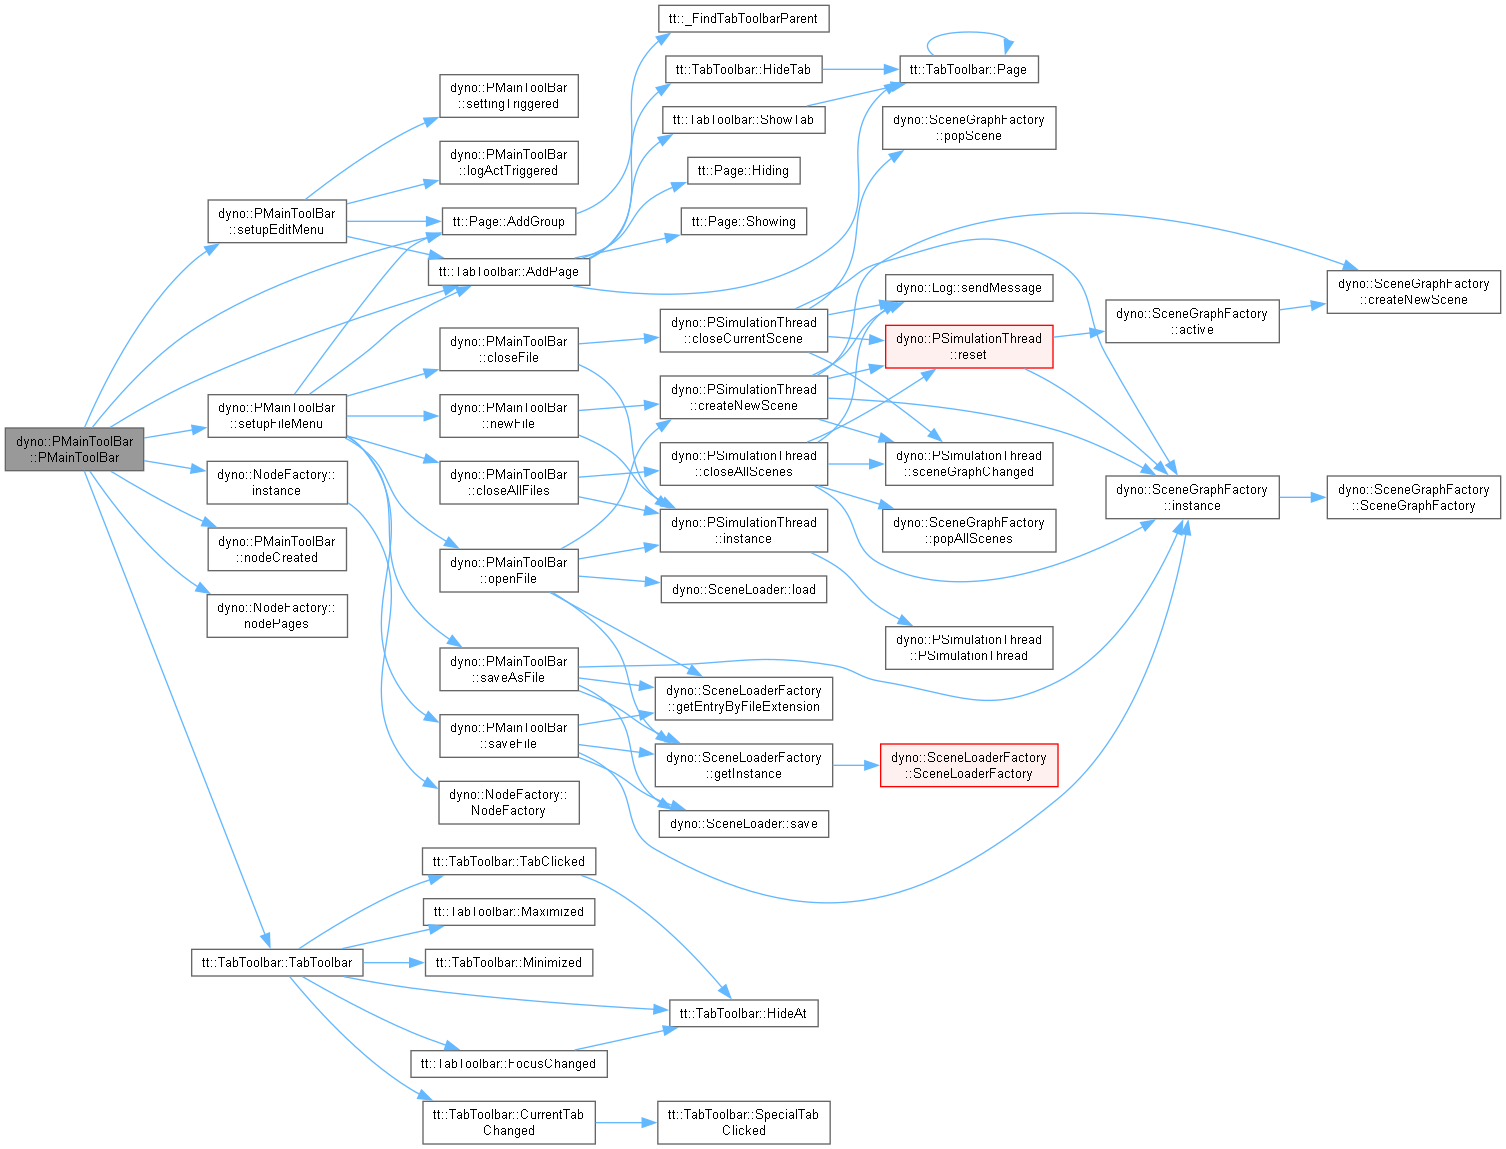 dyno::PMainToolBar
::PMainToolBar
dyno::PMainToolBar
::setupEditMenu
dyno::PMainToolBar
::setupFileMenu
dyno::NodeFactory::
instance
dyno::PMainToolBar
::nodeCreated
dyno::NodeFactory::
nodePages
tt::TabToolbar::TabToolbar
dyno::PMainToolBar
::settingTriggered
dyno::PMainToolBar
::logActTriggered
tt::Page::AddGroup
tt::TabToolbar::AddPage
dyno::PMainToolBar
::closeFile
dyno::PMainToolBar
::newFile
dyno::PMainToolBar
::closeAllFiles
dyno::PMainToolBar
::openFile
dyno::PMainToolBar
::saveAsFile
dyno::PMainToolBar
::saveFile
dyno::NodeFactory::
NodeFactory
tt::TabToolbar::TabClicked
tt::TabToolbar::Maximized
tt::TabToolbar::Minimized
tt::TabToolbar::FocusChanged
tt::TabToolbar::CurrentTab
Changed
tt::_FindTabToolbarParent
tt::TabToolbar::HideTab
tt::TabToolbar::ShowTab
tt::Page::Hiding
tt::Page::Showing
dyno::PSimulationThread
::closeCurrentScene
dyno::PSimulationThread
::createNewScene
dyno::PSimulationThread
::closeAllScenes
dyno::PSimulationThread
::instance
dyno::SceneLoader::load
dyno::SceneLoaderFactory
::getEntryByFileExtension
dyno::SceneLoaderFactory
::getInstance
dyno::SceneLoader::save
tt::TabToolbar::HideAt
tt::TabToolbar::SpecialTab
Clicked
tt::TabToolbar::Page
dyno::SceneGraphFactory
::popScene
dyno::Log::sendMessage
dyno::PSimulationThread
::reset
dyno::PSimulationThread
::sceneGraphChanged
dyno::SceneGraphFactory
::popAllScenes
dyno::PSimulationThread
::PSimulationThread
dyno::SceneLoaderFactory
::SceneLoaderFactory
dyno::SceneGraphFactory
::active
dyno::SceneGraphFactory
::instance
dyno::SceneGraphFactory
::createNewScene
dyno::SceneGraphFactory
::SceneGraphFactory